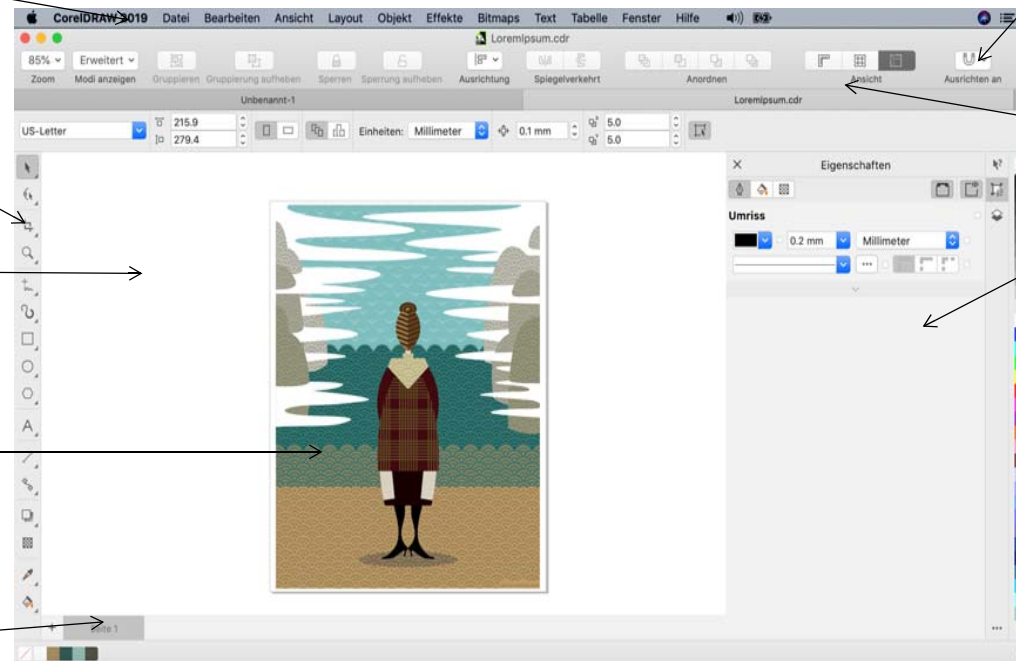 CorelDRAW 2019 Datei Bearbeiten Ansicht Layout Objekt Effekte Bitmaps Text Tabelle Fenster Hilfe
LoremIpsum.cdr
85% Erweitert
Zoom Modi anzeigen Gruppieren Gruppierung aufheben Sperren Sperrung aufheben Ausrichtung Spiegelverkehrt Anordnen Ansicht Ausrichten an
Unbenannt-1 LoremIpsum.cdr
US-Letter 215.9 279.4 Einheiten: Millimeter 0.1 mm 5.0 5.0
Eigenschaften
Umriss
0.2 mm Millimeter
Seite 1